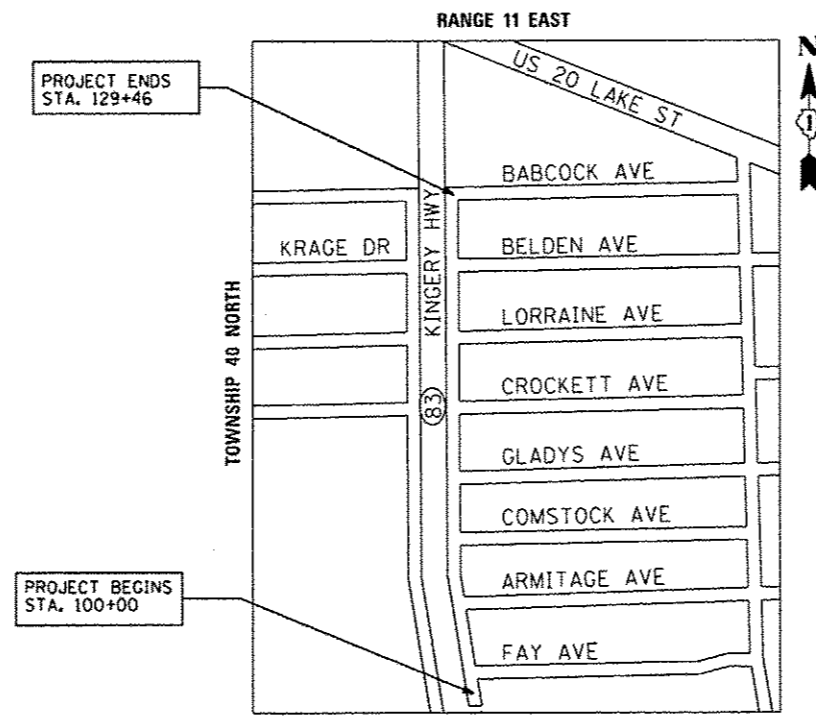 RANGE 11 EAST
N
PROJECT ENDS
STA. 129+46
US 20 LAKE ST
BABCOCK AVE
KINGERY HWY
KRAGE DR
BELDEN AVE
TOWNSHIP 40 NORTH
LORRAINE AVE
CROCKETT AVE
83
GLADYS AVE
COMSTOCK AVE
PROJECT BEGINS
STA. 100+00
ARMITAGE AVE
FAY AVE